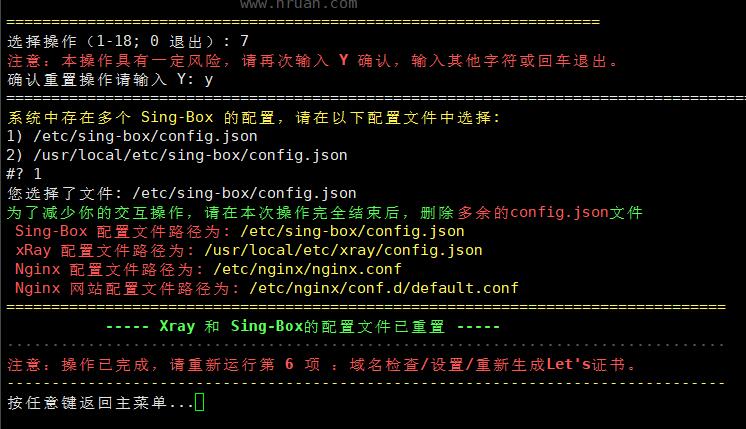 www.hruan.com
==================================================================
选择操作（1-18; 0 退出）: 7
注意：本操作具有一定风险，请再次输入 Y 确认，输入其他字符或回车退出。
确认重置操作请输入 Y: y
==================================================================================
系统中存在多个 Sing-Box 的配置，请在以下配置文件中选择:
1) /etc/sing-box/config.json
2) /usr/local/etc/sing-box/config.json
#? 1
您选择了文件: /etc/sing-box/config.json
为了减少你的交互操作，请在本次操作完全结束后，删除多余的config.json文件
Sing-Box 配置文件路径为: /etc/sing-box/config.json
xRay 配置文件路径为: /usr/local/etc/xray/config.json
Nginx 配置文件路径为: /etc/nginx/nginx.conf
Nginx 网站配置文件路径为: /etc/nginx/conf.d/default.conf
================================================================================
----- Xray 和 Sing-Box的配置文件已重置 -----
................................................................................
注意：操作已完成，请重新运行第 6 项 ：域名检查/设置/重新生成Let's证书。
--------------------------------------------------------------------------------
按任意键返回主菜单...